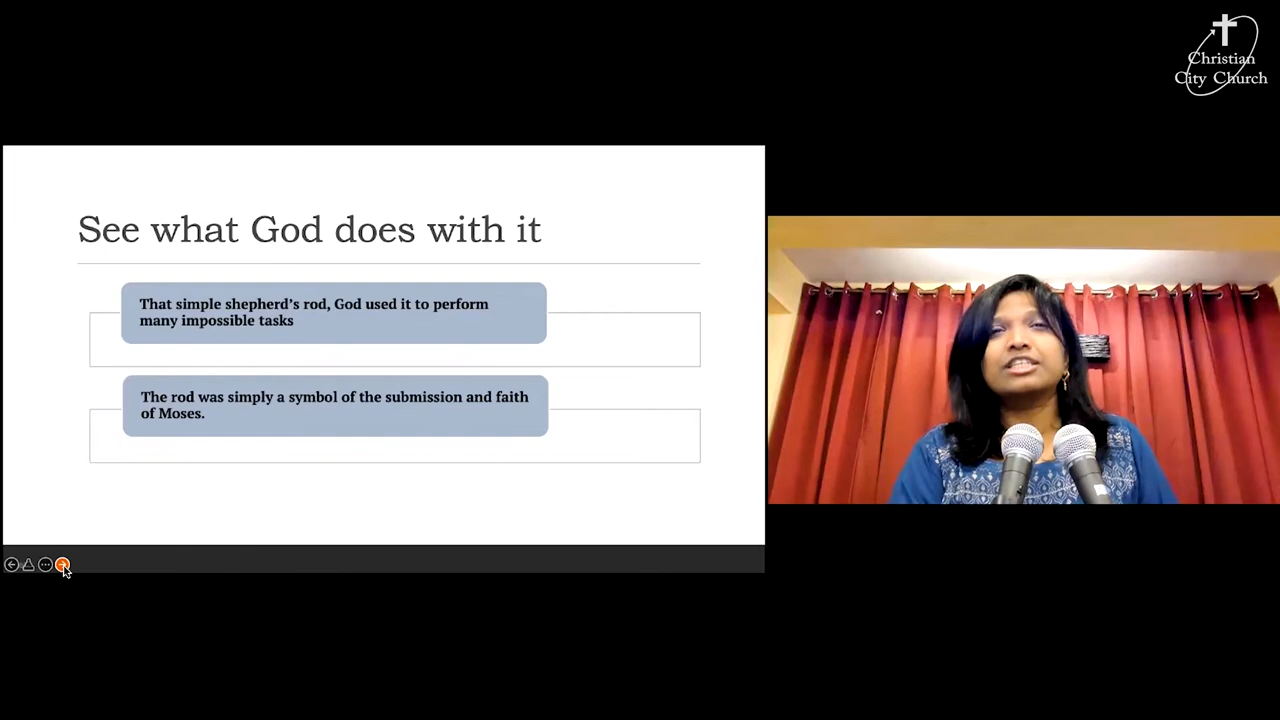 Christian
City Church
See what God does with it
That simple shepherd's rod, God used it to perform
many impossible tasks
The rod was simply a symbol of the submission and faith
of Moses.